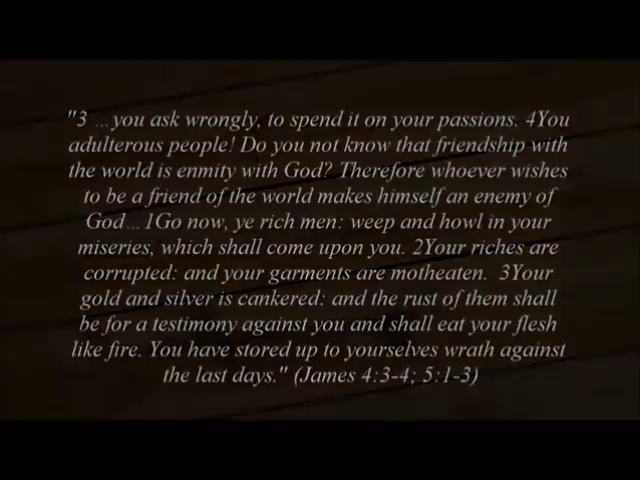 "3 ...you ask wrongly, to spend it on your passions. 4You
adulterous people! Do you not know that friendship with
the world is enmity with God? Therefore whoever wishes
to be a friend of the world makes himself an enemy of
God...1Go now, ye rich men: weep and howl in your
miseries, which shall come upon you. 2Your riches are
corrupted: and your garments are motheaten.  3Your
gold and silver is cankered: and the rust of them shall
be for a testimony against you and shall eat your flesh
like fire. You have stored up to yourselves wrath against
the last days." (James 4:3-4; 5:1-3)